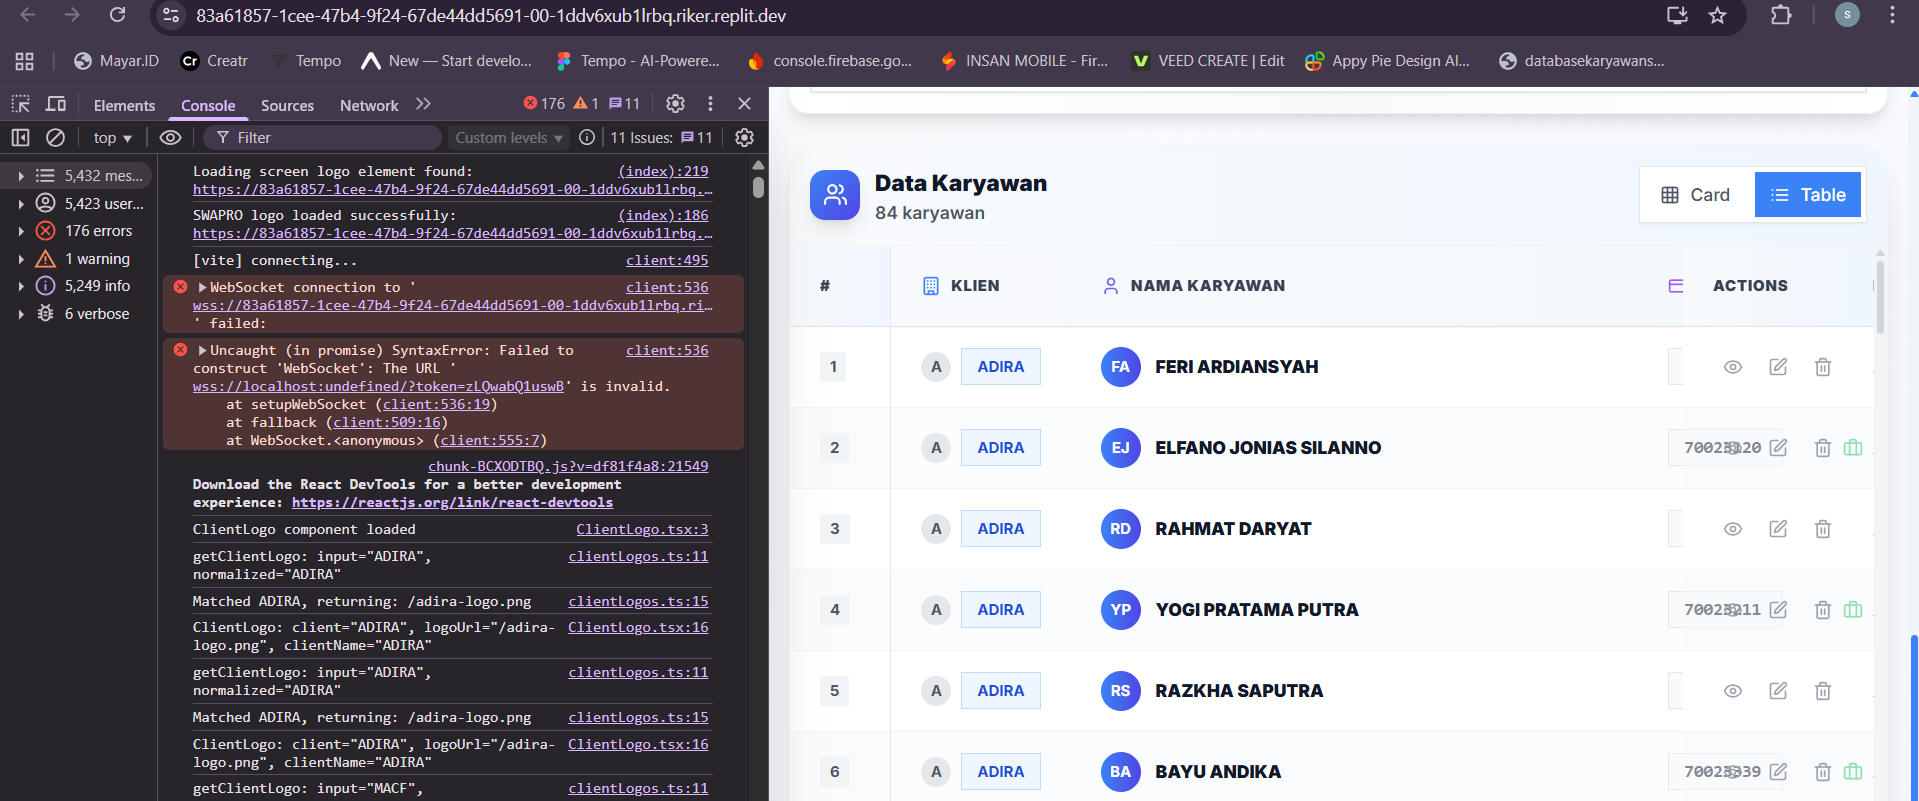 83a61857-1cee-47b4-9f24-67de44dd5691-00-1ddv6xub1lrbq.riker.replit.dev
S
Mayar.ID
Cr Creatr
Tempo
New — Start develo...
Tempo - AI-Powere...
console.firebase.go...
INSAN MOBILE - Fir...
VEED CREATE | Edit
Appy Pie Design AI...
databasekaryawans...
Elements
Console
Sources
Network
176
1
11
top
Filter
Custom levels
11 Issues:
11
5,432 mes...
5,423 user...
176 errors
1 warning
5,249 info
6 verbose
Loading screen logo element found: (index):219
https://83a61857-1cee-47b4-9f24-67de44dd5691-00-1ddv6xub1lrbq.…
SWAPRO logo loaded successfully: (index):186
https://83a61857-1cee-47b4-9f24-67de44dd5691-00-1ddv6xub1lrbq.…
[vite] connecting... client:495
WebSocket connection to ' client:536
wss://83a61857-1cee-47b4-9f24-67de44dd5691-00-1ddv6xub1lrbq.ri…
' failed:
Uncaught (in promise) SyntaxError: Failed to client:536
construct 'WebSocket': The URL '
wss://localhost:undefined/?token=zLQwabQ1uswB' is invalid.
at setupWebSocket (client:536:19)
at fallback (client:509:16)
at WebSocket.<anonymous> (client:555:7)
chunk-BCXODTBQ.js?v=df81f4a8:21549
Download the React DevTools for a better development
experience: https://reactjs.org/link/react-devtools
ClientLogo component loaded ClientLogo.tsx:3
getClientLogo: input="ADIRA", clientLogos.ts:11
normalized="ADIRA"
Matched ADIRA, returning: /adira-logo.png clientLogos.ts:15
ClientLogo: client="ADIRA", logoUrl="/adira- ClientLogo.tsx:16
logo.png", clientName="ADIRA"
getClientLogo: input="ADIRA", clientLogos.ts:11
normalized="ADIRA"
Matched ADIRA, returning: /adira-logo.png clientLogos.ts:15
ClientLogo: client="ADIRA", logoUrl="/adira- ClientLogo.tsx:16
logo.png", clientName="ADIRA"
getClientLogo: input="MACF", clientLogos.ts:11
Data Karyawan
84 karyawan
Card
Table
# KLIEN NAMA KARYAWAN ACTIONS
1 A ADIRA FA FERI ARDIANSYAH
2 A ADIRA EJ ELFANO JONIAS SILANNO
3 A ADIRA RD RAHMAT DARYAT
4 A ADIRA YP YOGI PRATAMA PUTRA
5 A ADIRA RS RAZKHA SAPUTRA
6 A ADIRA BA BAYU ANDIKA